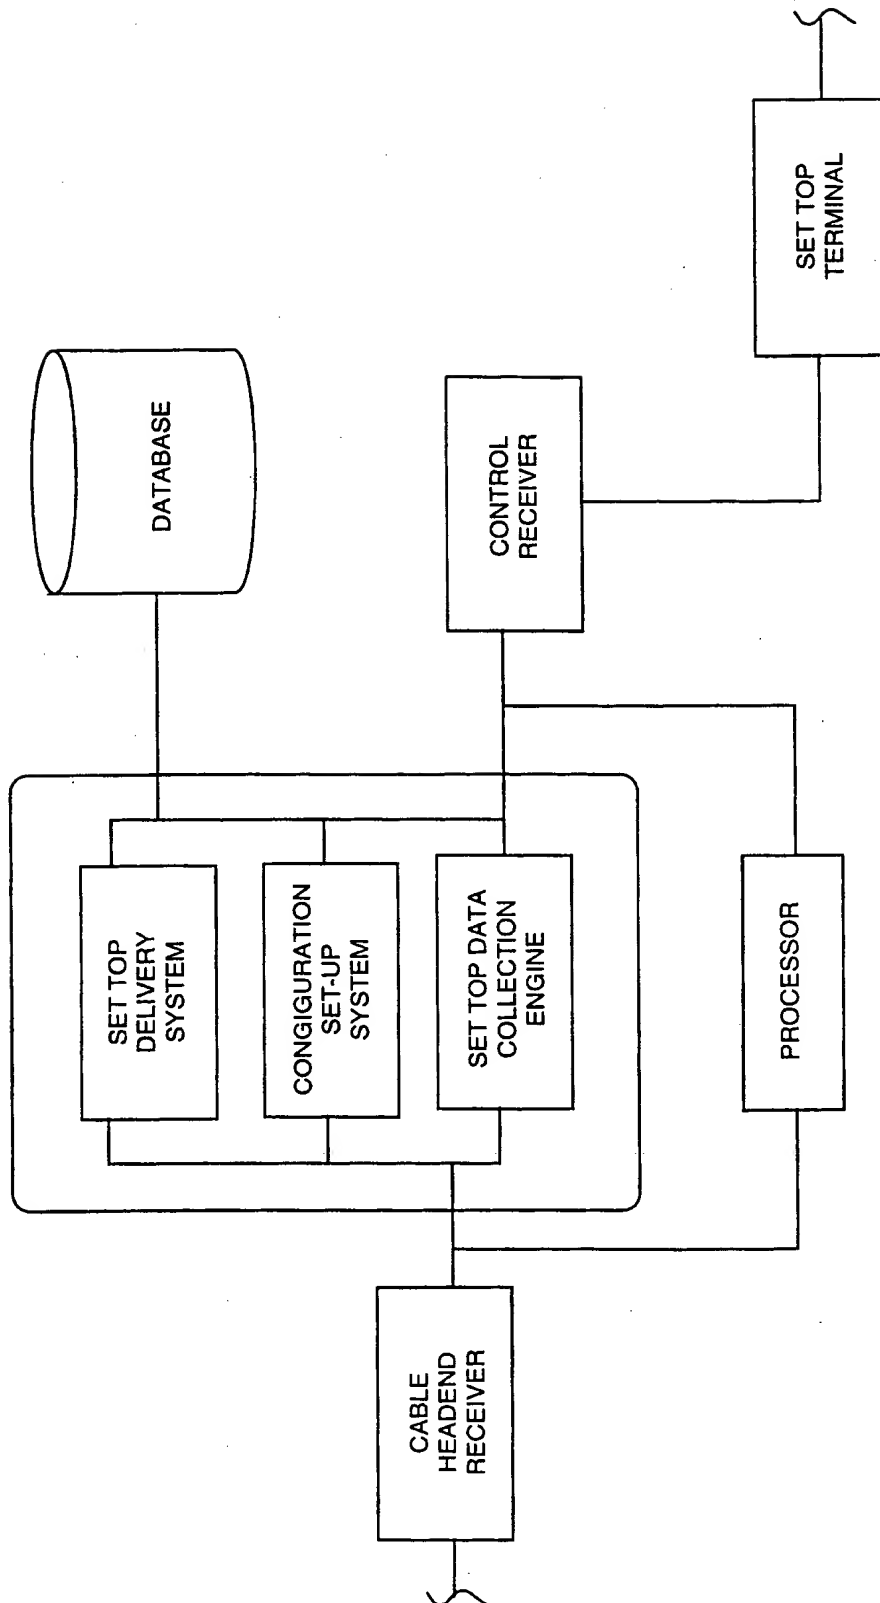 CABLE
HEADEND
RECEIVER
SET TOP
DELIVERY
SYSTEM
CONGIGURATION
SET-UP
SYSTEM
SET TOP DATA
COLLECTION
ENGINE
PROCESSOR
DATABASE
CONTROL
RECEIVER
SET TOP
TERMINAL